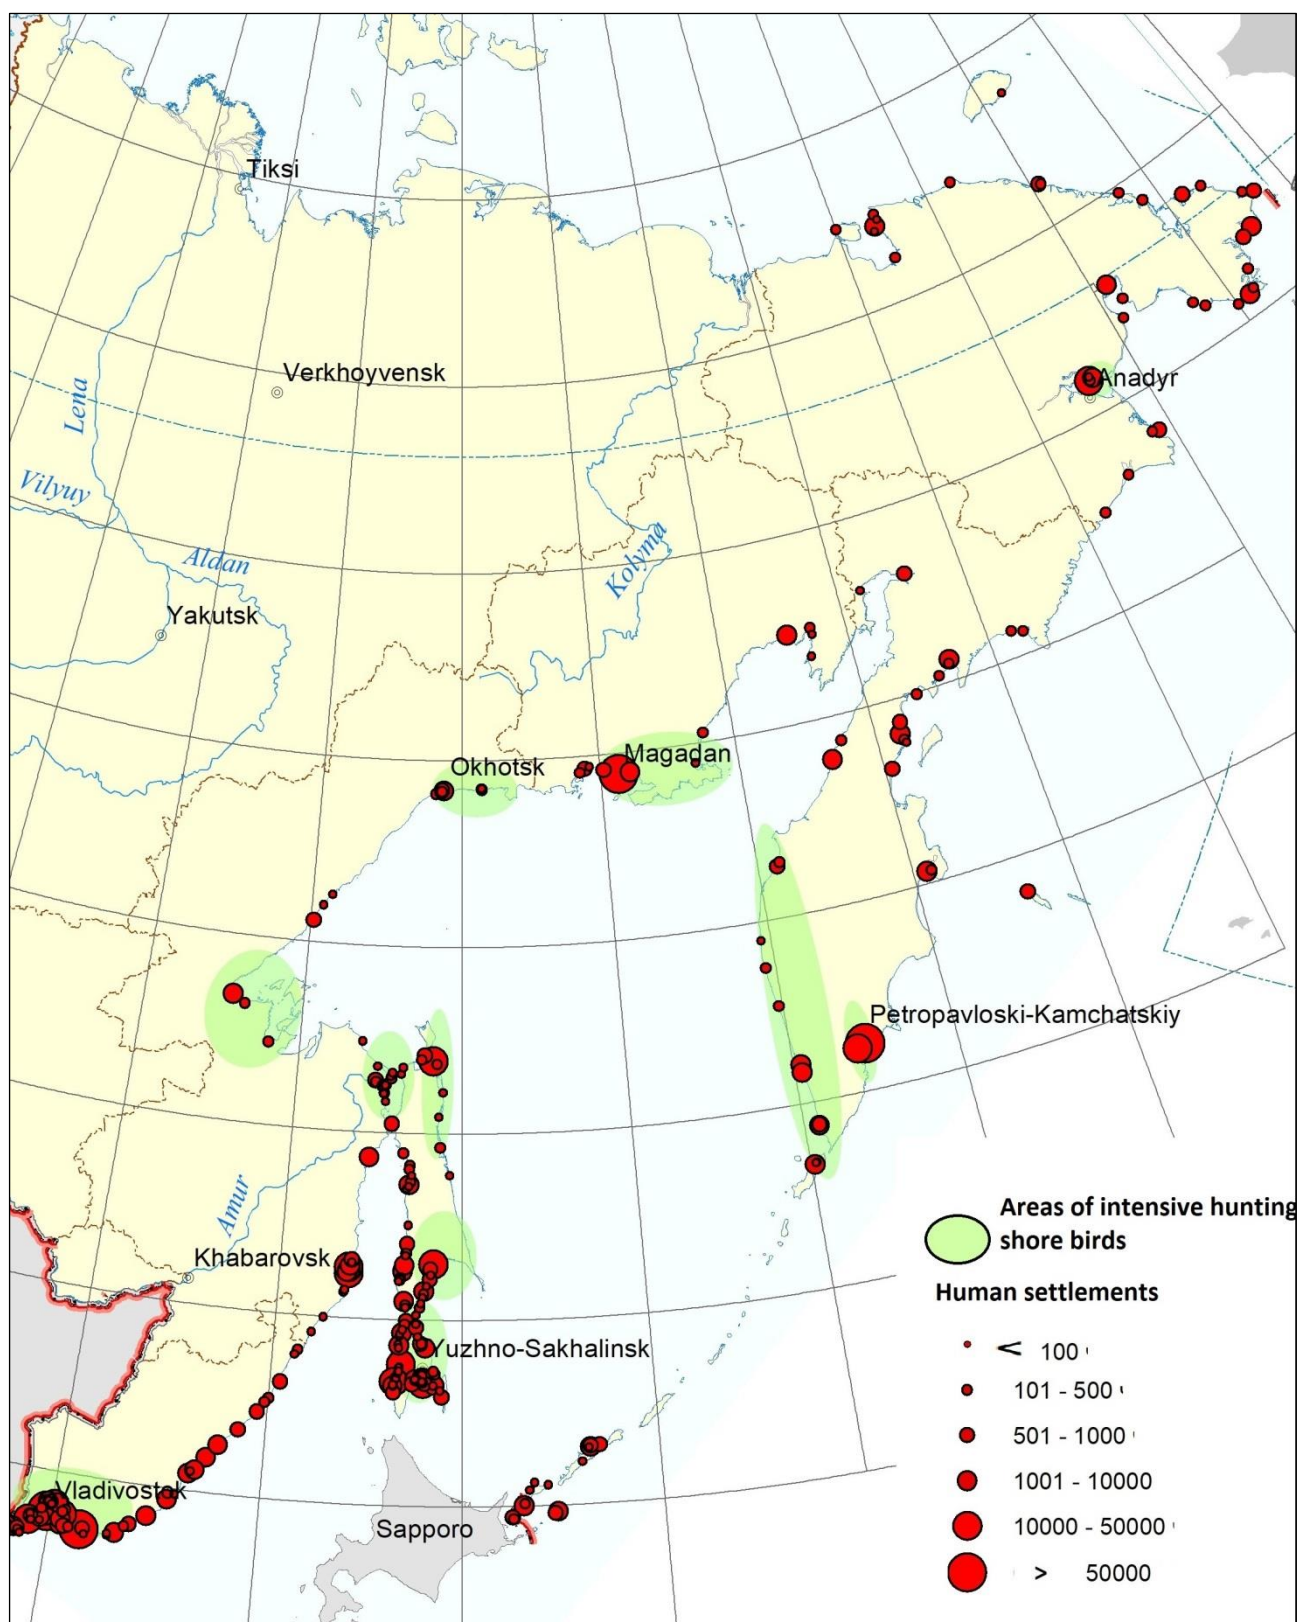 Tiksi
Verkhoyvensk
Lena
Vilyuy
Aldan
Kolyma
Anadyr
Yakutsk
Okhotsk
Magadan
Petropavloski-Kamchatskiy
Amur
Khabarovsk
Yuzhno-Sakhalinsk
Vladivostok
Sapporo
Areas of intensive hunting
shore birds
Human settlements
< 100
101 - 500
501 - 1000
1001 - 10000
10000 - 50000
> 50000